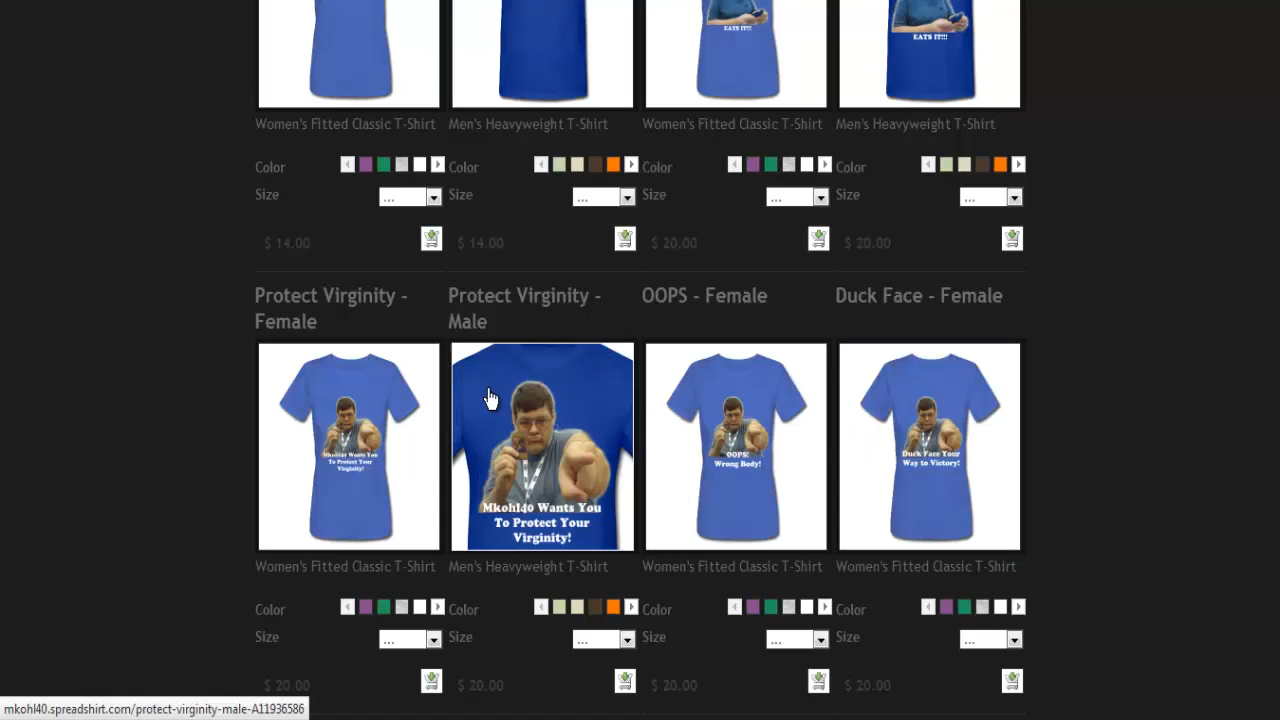 EATS IT!!!
EATS IT!!!
Women's Fitted Classic T-Shirt
Men's Heavyweight T-Shirt
Women's Fitted Classic T-Shirt
Men's Heavyweight T-Shirt
Color
Color
Color
Color
Size
...
Size
...
Size
...
Size
...
$ 14.00
$ 14.00
$ 20.00
$ 20.00
Protect Virginity -
Female
Protect Virginity -
Male
OOPS - Female
Duck Face - Female
Mkohl40 Wants You
To Protect Your
Virginity!
Mkohl40 Wants You
To Protect Your
Virginity!
OOPS!
Wrong Body!
Duck Face Your
Way to Victory!
Women's Fitted Classic T-Shirt
Men's Heavyweight T-Shirt
Women's Fitted Classic T-Shirt
Women's Fitted Classic T-Shirt
Color
Color
Color
Color
Size
...
Size
...
Size
...
Size
...
$ 20.00
$ 20.00
$ 20.00
$ 20.00
mkohl40.spreadshirt.com/protect-virginity-male-A11936586